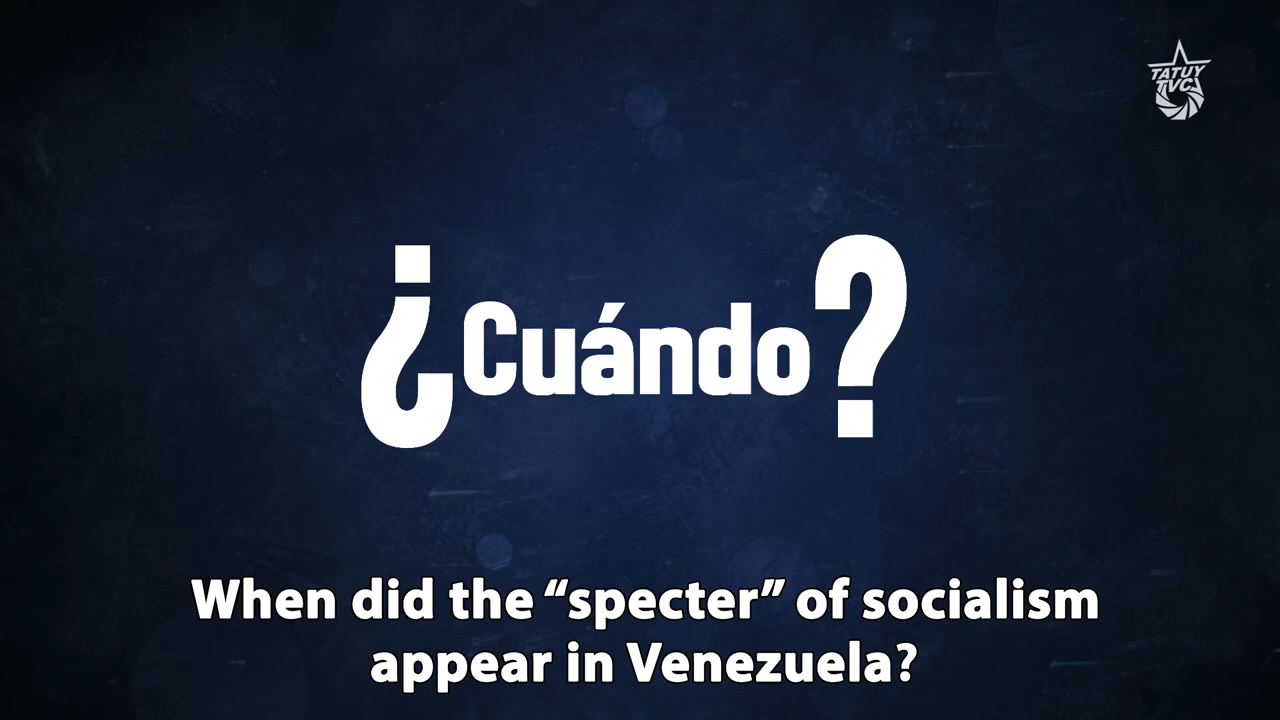 TATUY
TVC
¿Cuándo?
When did the “specter” of socialism
appear in Venezuela?